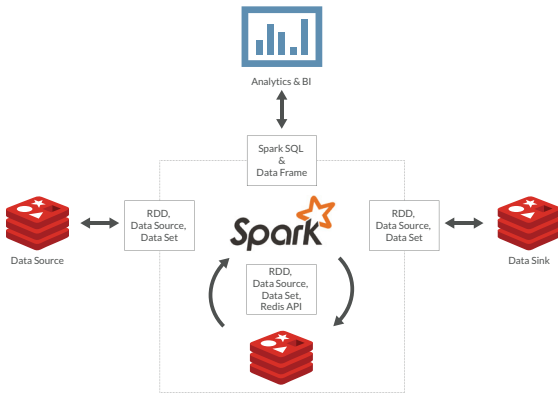 Analytics & BI
Spark SQL
&
Data Frame
RDD,
Data Source,
Data Set
Data Source
Spark
RDD,
Data Source,
Data Set
Data Sink
RDD,
Data Source,
Data Set,
Redis API